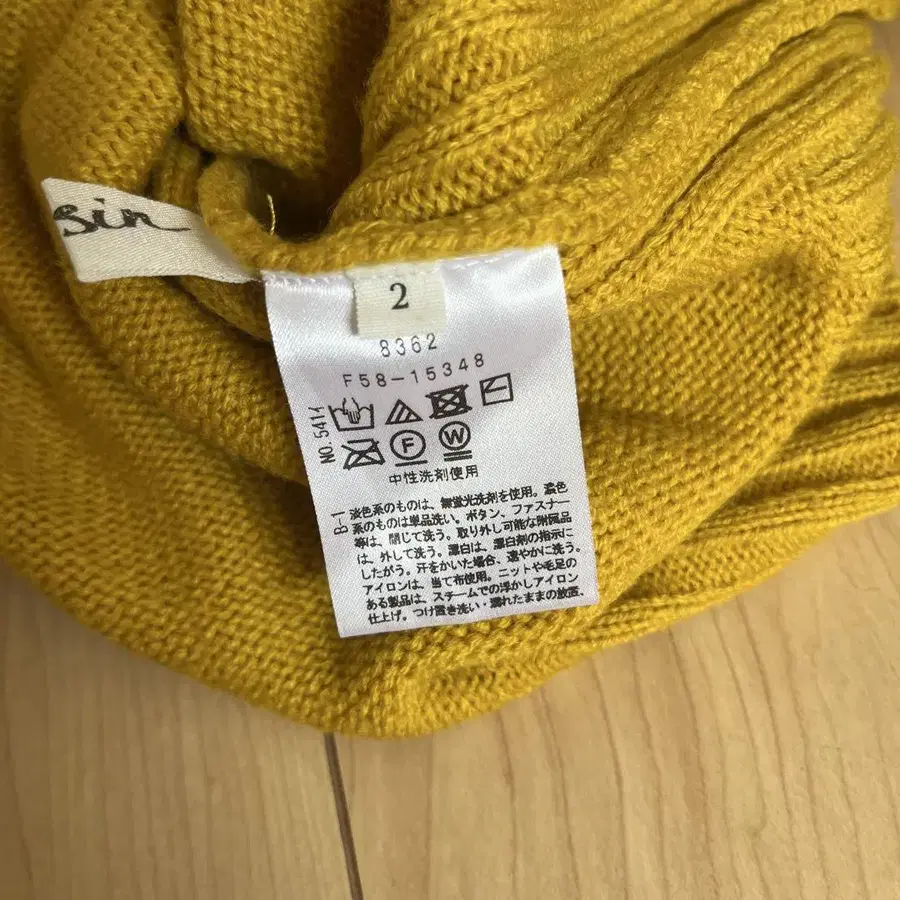 sin
2
8362
F58-15348
NO.5414
F
W
中性洗剤使用
B-1
淡色系のものは、無蛍光洗剤を使用。濃色
系のものは単品洗い。ボタン、ファスナー
等は、閉じて洗う。取り外し可能な附属品
は、外して洗う。漂白は、漂白剤の指示に
したがう。汗をかいた場合、速やかに洗う。
アイロンは、当て布使用。ニットや毛足の
ある製品は、スチームでの浮かしアイロン
仕上げ。つけ置き洗い・濡れたままの放置、